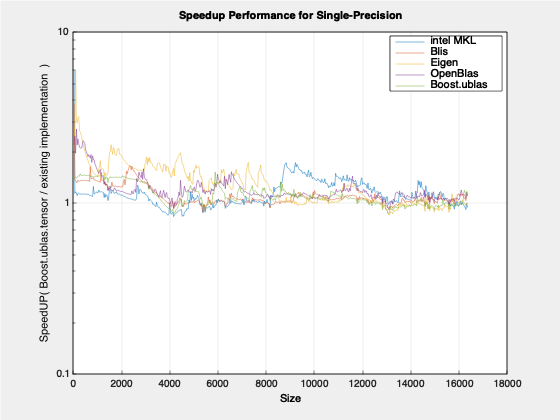 Speedup Performance for Single-Precision
10
intel MKL
Blis
Eigen
OpenBlas
Boost.ublas
SpeedUP( Boost.ublas.tensor / existing implementation )
1
0.1
0 2000 4000 6000 8000 10000 12000 14000 16000 18000
Size